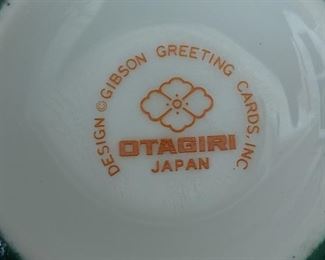 DESIGN © GIBSON GREETING CARDS, INC
OTAGIRI
JAPAN